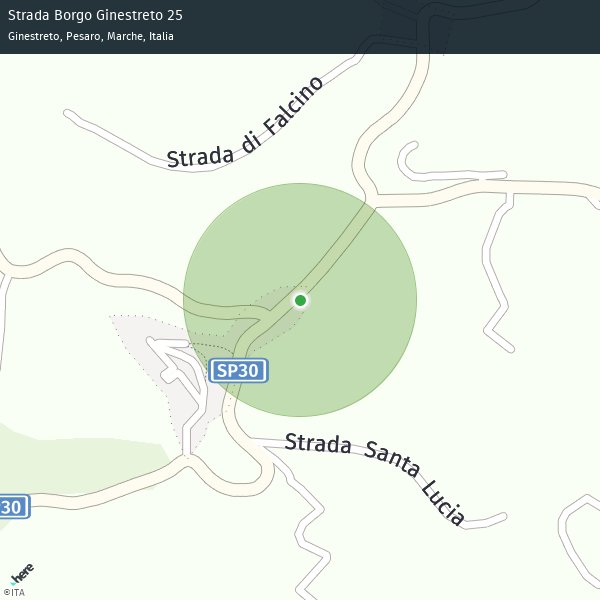 Strada Borgo Ginestreto 25
Ginestreto, Pesaro, Marche, Italia
Strada di Falcino
SP30
Strada Santa Lucia
30
here
©ITA